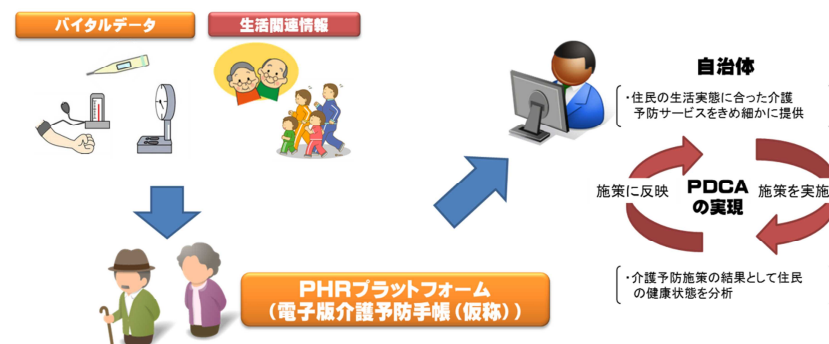 バイタルデータ
生活関連情報
自治体
・住民の生活実態に合った介護
予防サービスをきめ細かに提供
施策に反映
PDCA
の実現
施策を実施
・介護予防施策の結果として住民
の健康状態を分析
PHRプラットフォーム
(電子版介護予防手帳(仮称))